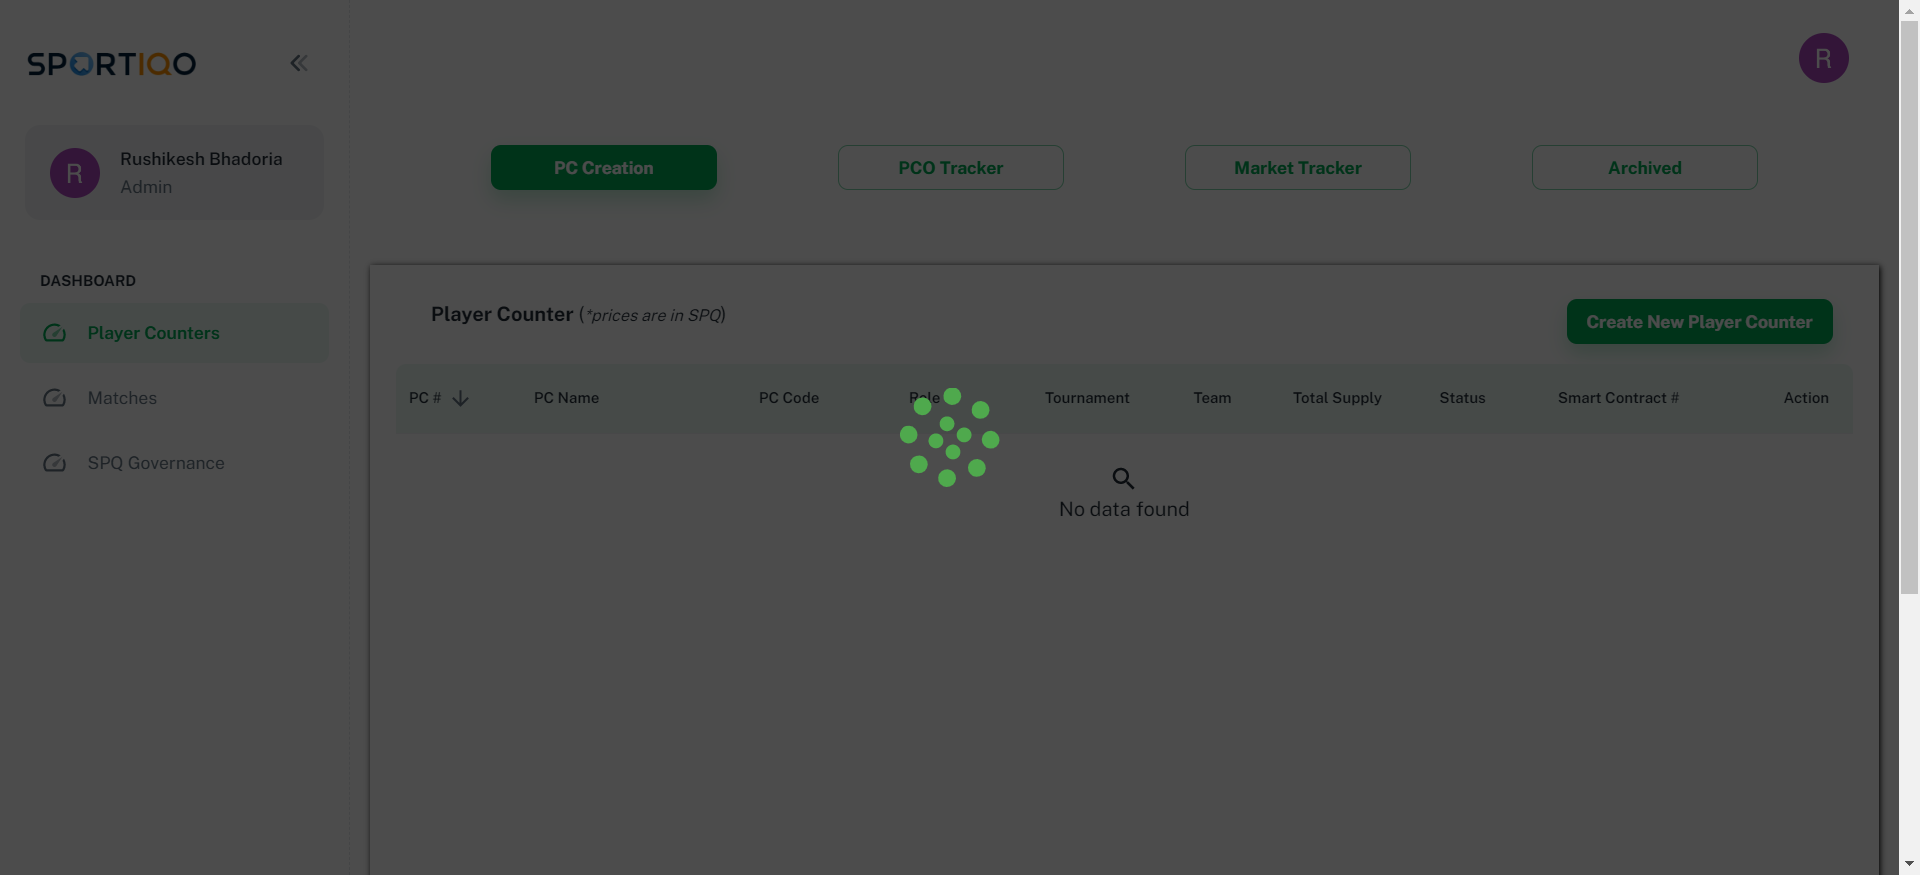 SPORTIQO
R
R
Rushikesh Bhadoria
Admin
PC Creation
PCO Tracker
Market Tracker
Archived
DASHBOARD
Player Counters
Matches
SPQ Governance
Player Counter (*prices are in SPQ)
Create New Player Counter
PC # PC Name PC Code Role Tournament Team Total Supply Status Smart Contract # Action
No data found